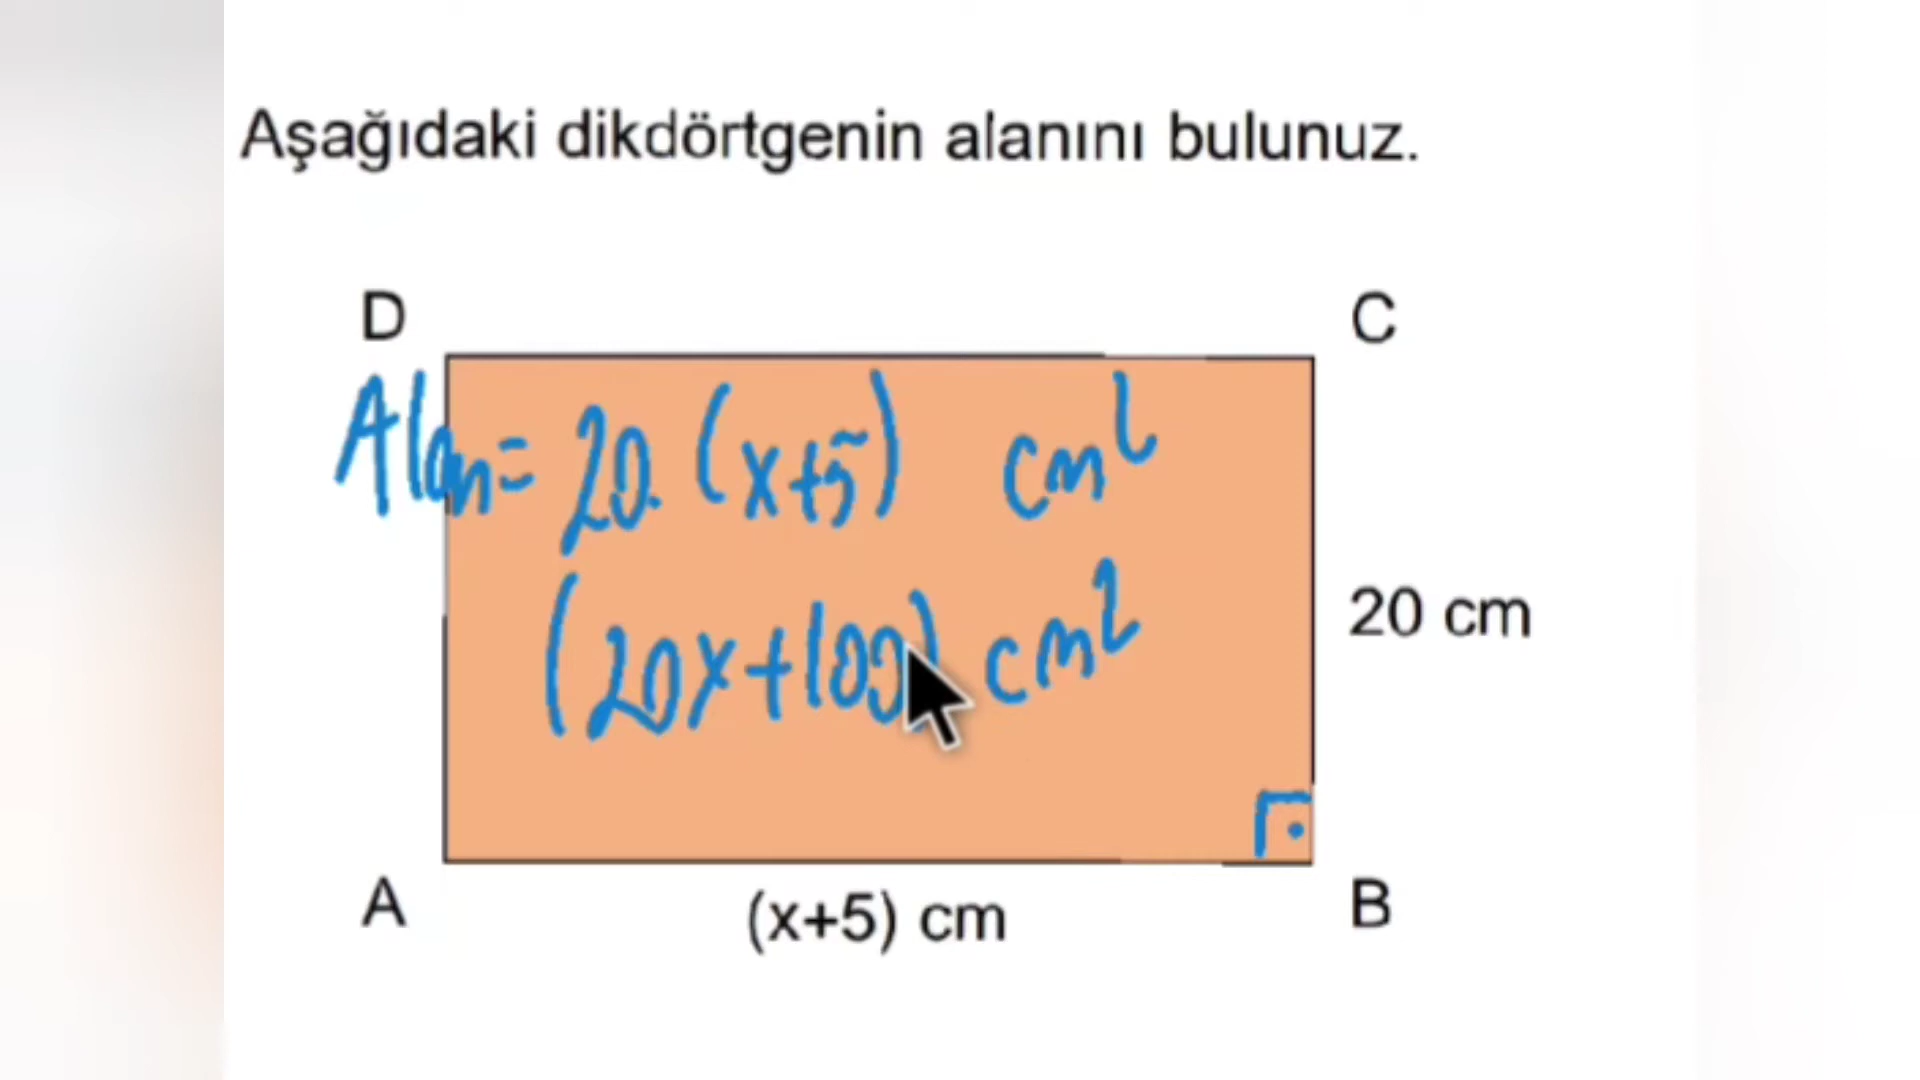 Aşağıdaki dikdörtgenin alanını bulunuz.
D
C
Alan= 20.(x+5) cm²
(20x+100) cm²
20 cm
A
(x+5) cm
B